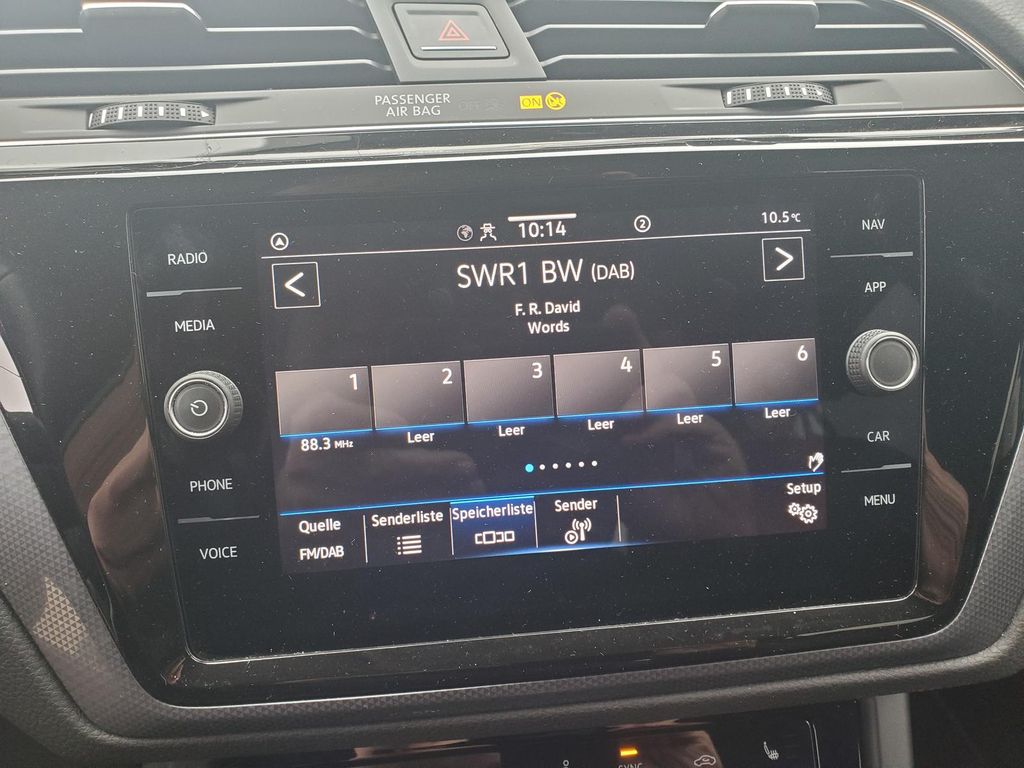 PASSENGER
AIR BAG
OFF
ON
RADIO
MEDIA
PHONE
VOICE
NAV
APP
CAR
MENU
10:14
2
10.5°C
<
SWR1 BW (DAB)
>
F. R. David
Words
1 2 3 4 5 6
88.3 MHz Leer Leer Leer Leer Leer
Quelle Senderliste Speicherliste Sender Setup
FM/DAB
SYNC